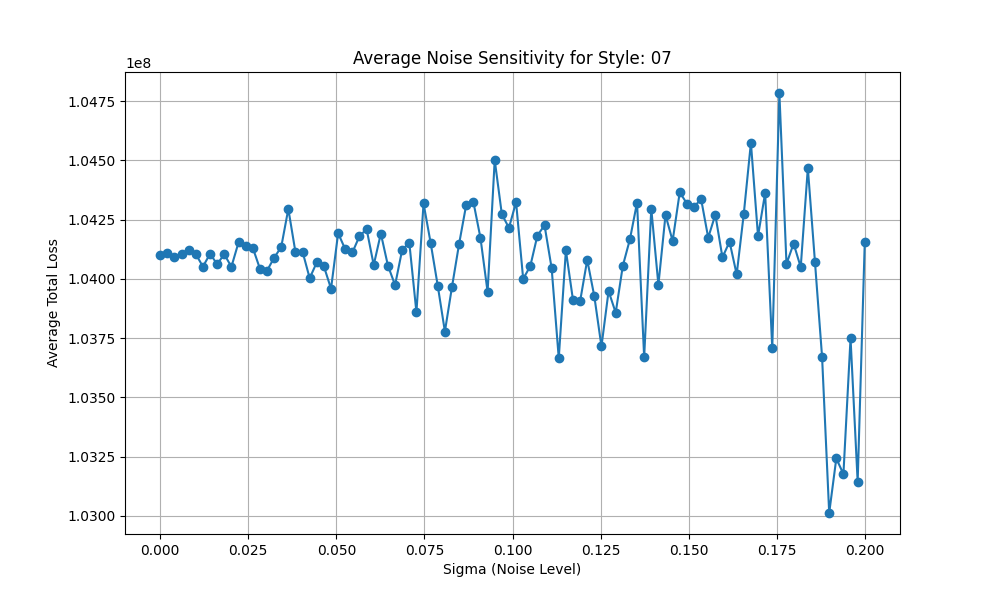 Average Noise Sensitivity for Style: 07
1e8
1.0475
1.0450
1.0425
1.0400
1.0375
1.0350
1.0325
1.0300
Average Total Loss
0.000 0.025 0.050 0.075 0.100 0.125 0.150 0.175 0.200
Sigma (Noise Level)